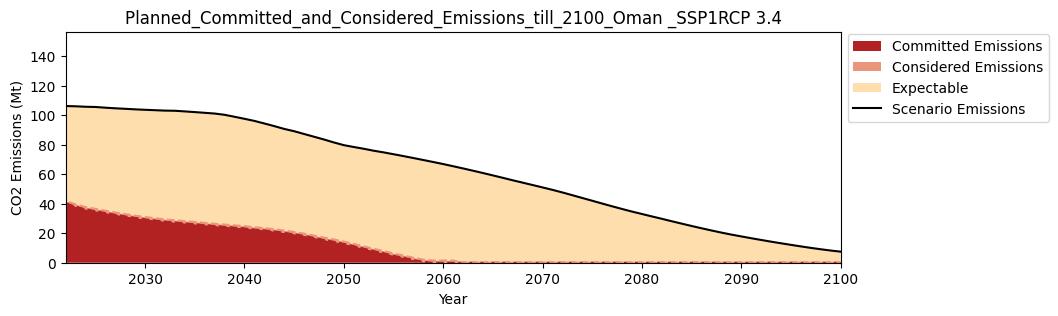 Planned_Committed_and_Considered_Emissions_till_2100_Oman _SSP1RCP 3.4
CO2 Emissions (Mt)
140
120
100
80
60
40
20
0
2030
2040
2050
2060
2070
2080
2090
2100
Year
Committed Emissions
Considered Emissions
Expectable
Scenario Emissions